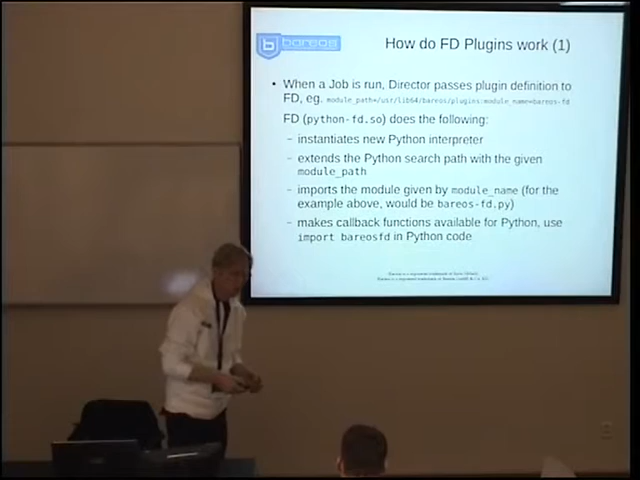 bareos
How do FD Plugins work (1)
• When a Job is run, Director passes plugin definition to
FD, eg. module_path=/usr/lib64/bareos/plugins:module_name=bareos-fd
FD (python-fd.so) does the following:
– instantiates new Python interpreter
– extends the Python search path with the given
module_path
– imports the module given by module_name (for the
example above, would be bareos-fd.py)
– makes callback functions available for Python, use
import bareosfd in Python code